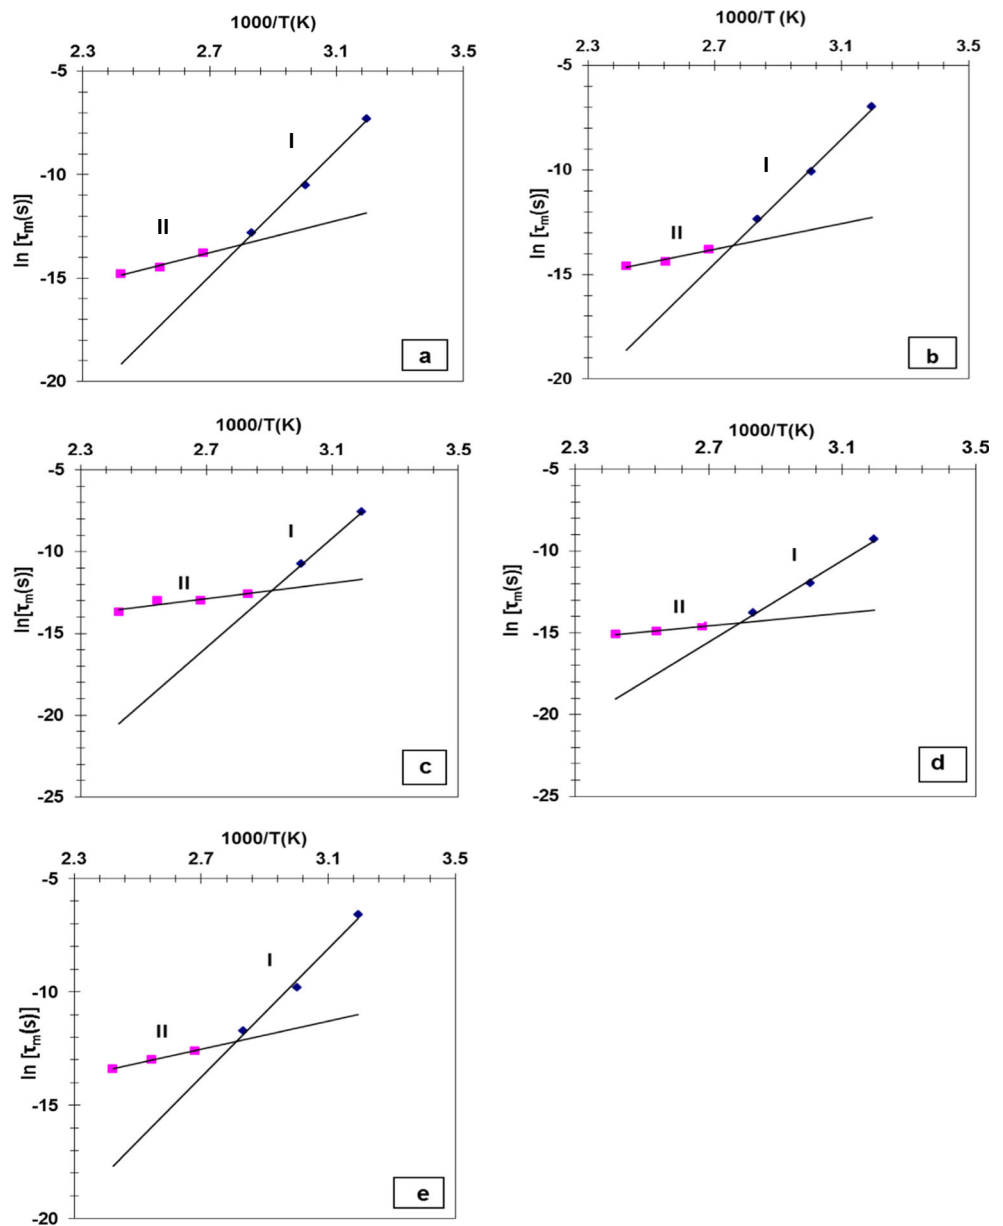 1000/T(K)
2.3 2.7 3.1 3.5
-5
-10
-15
-20
ln [τm(s)]
I
II
a
1000/T (K)
2.3 2.7 3.1 3.5
-5
-10
-15
-20
ln [τm(s)]
I
II
b
1000/T(K)
2.3 2.7 3.1 3.5
-5
-10
-15
-20
-25
ln[τm(s)]
I
II
c
1000/T(K)
2.3 2.7 3.1 3.5
-5
-10
-15
-20
-25
ln [τm(s)]
I
II
d
1000/T(K)
2.3 2.7 3.1 3.5
-5
-10
-15
-20
ln [τm(s)]
I
II
e